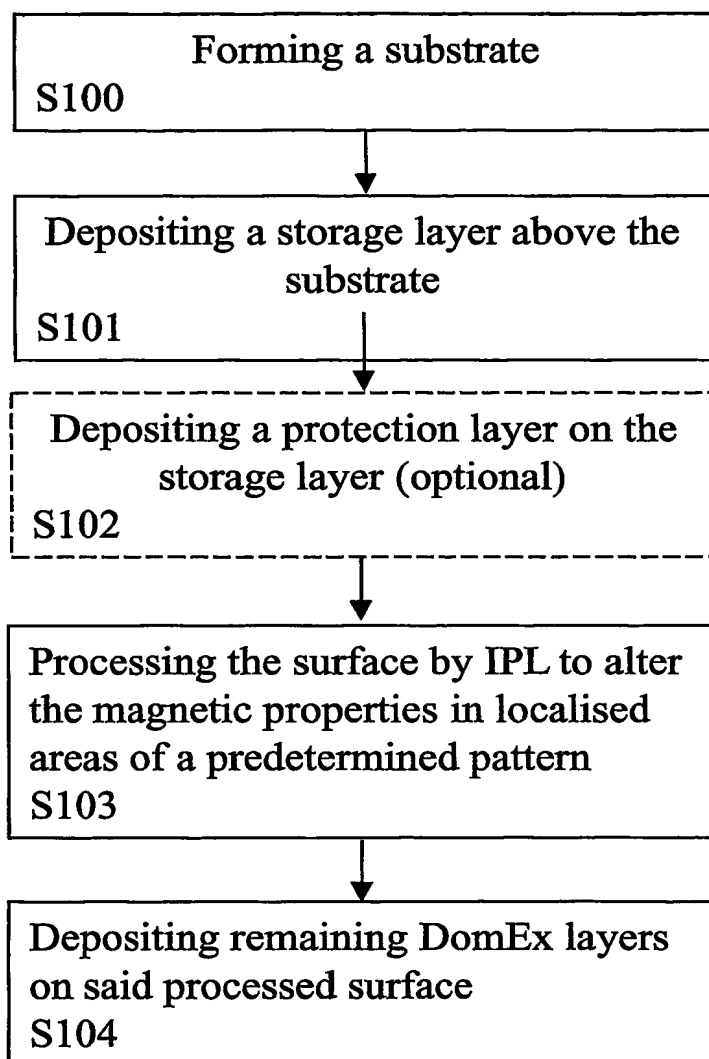 Forming a substrate
S100
Depositing a storage layer above the
substrate
S101
Depositing a protection layer on the
storage layer (optional)
S102
Processing the surface by IPL to alter
the magnetic properties in localised
areas of a predetermined pattern
S103
Depositing remaining DomEx layers
on said processed surface
S104